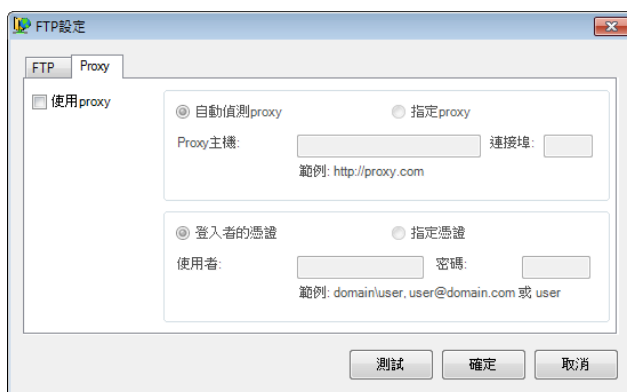 FTP設定
FTP Proxy
使用proxy
自動偵測proxy 指定proxy
Proxy主機: 連接埠:
範例: http://proxy.com
登入者的憑證 指定憑證
使用者: 密碼:
範例: domain\user, user@domain.com 或 user
測試 確定 取消